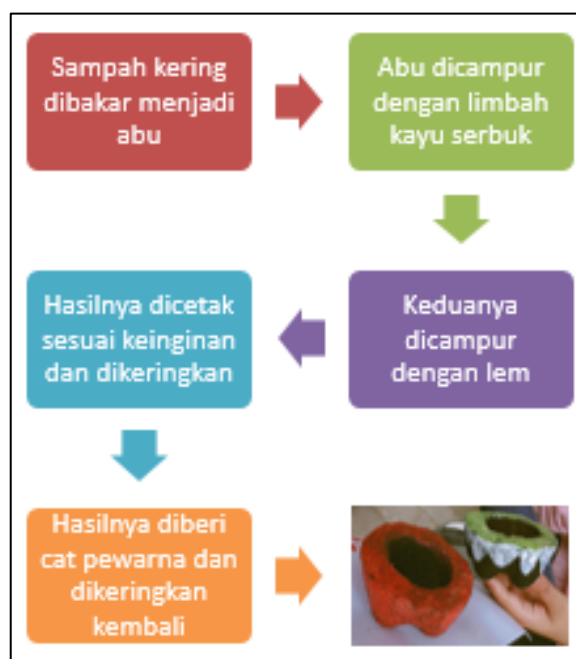 Sampah kering
dibakar menjadi
abu
Abu dicampur
dengan limbah
kayu serbuk
Keduanya
dicampur
dengan lem
Hasilnya dicetak
sesuai keinginan
dan dikeringkan
Hasilnya diberi
cat pewarna dan
dikeringkan
kembali